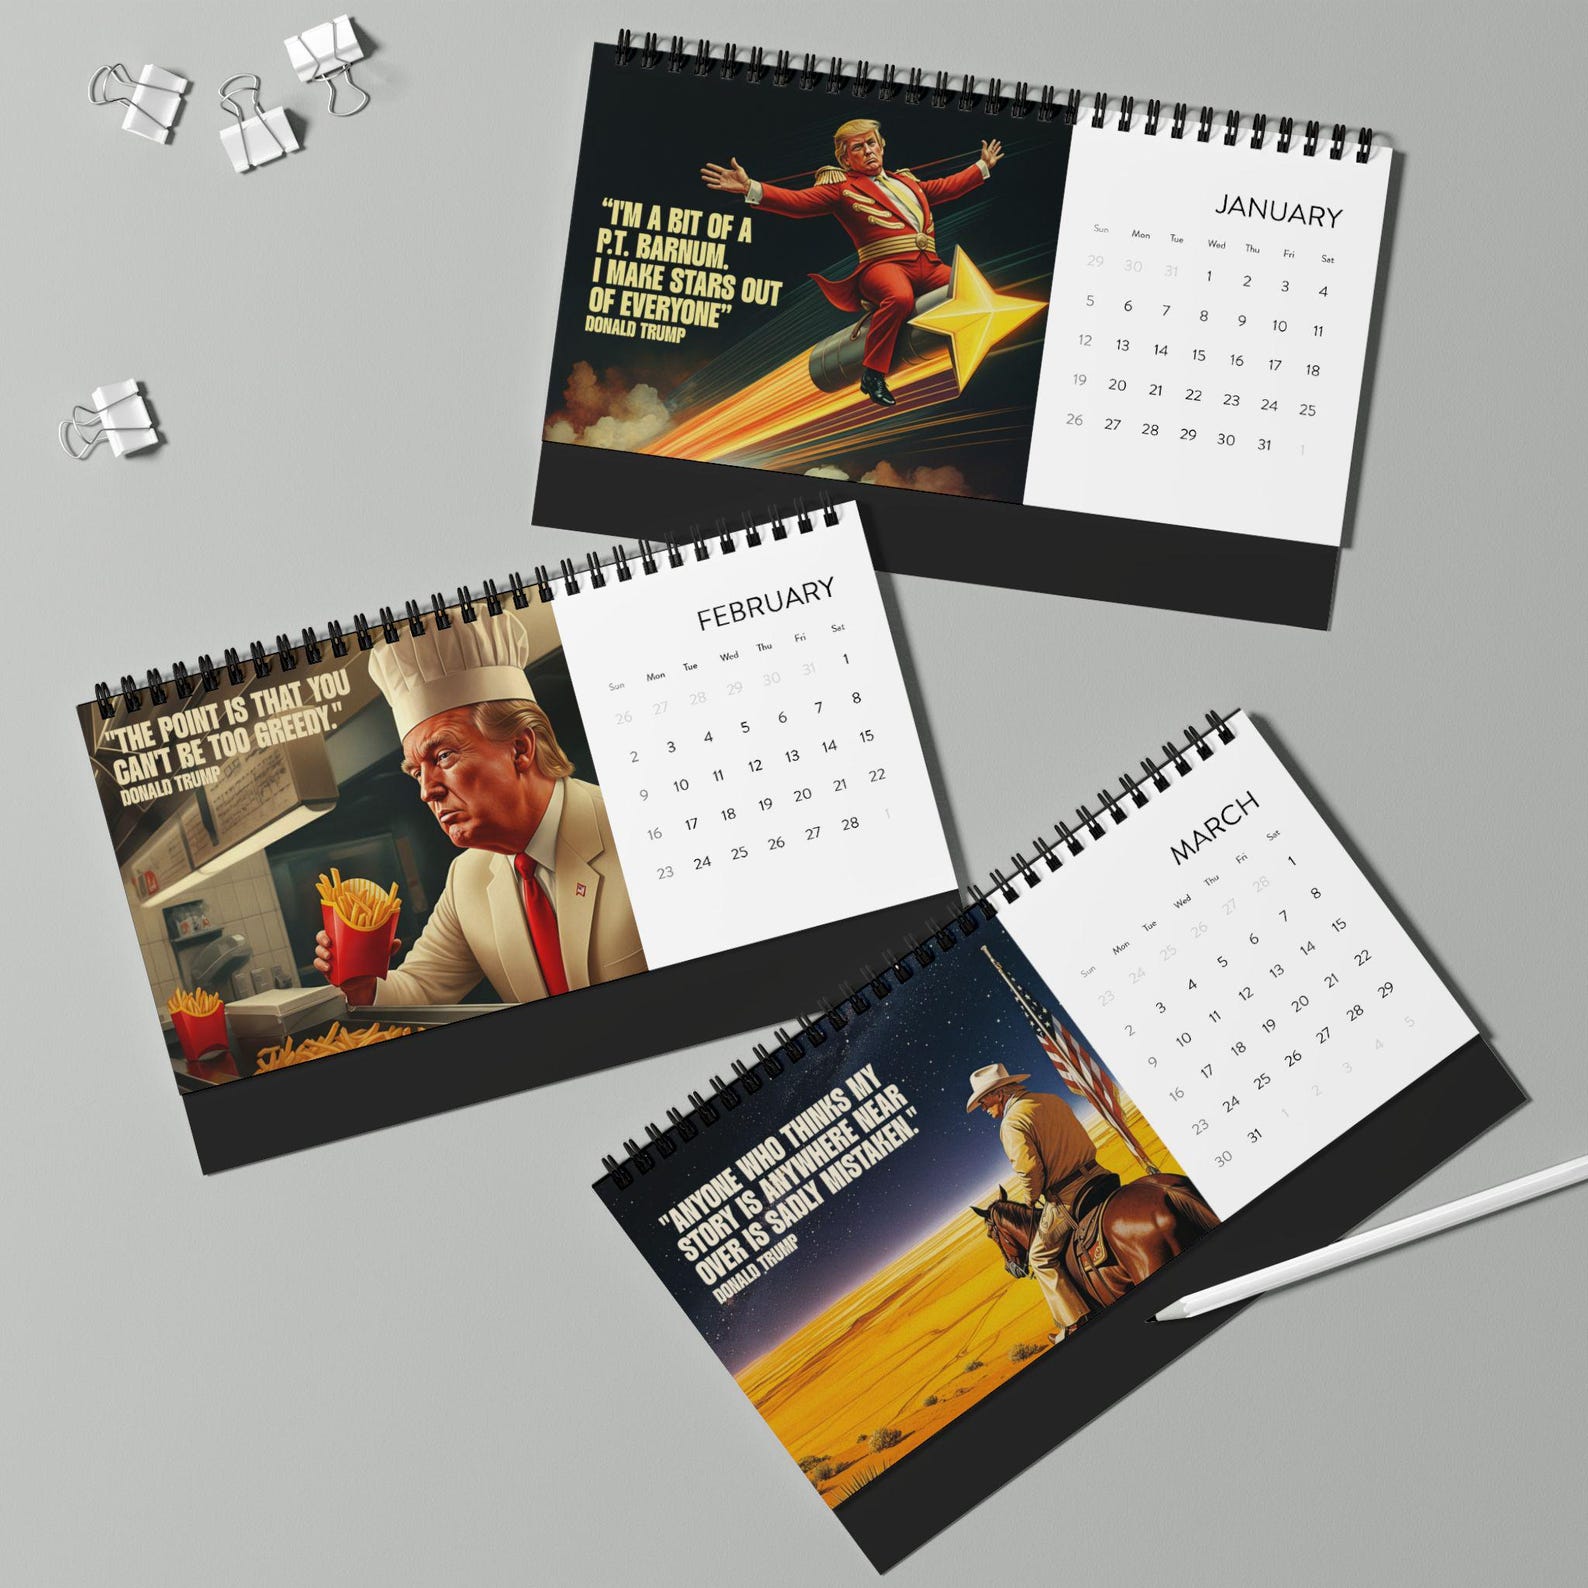 “I'M A BIT OF A
P.T. BARNUM.
I MAKE STARS OUT
OF EVERYONE”
DONALD TRUMP
JANUARY
Sun Mon Tue Wed Thu Fri Sat
29 30 31 1 2 3 4
5 6 7 8 9 10 11
12 13 14 15 16 17 18
19 20 21 22 23 24 25
26 27 28 29 30 31 1
"THE POINT IS THAT YOU
CAN'T BE TOO GREEDY."
DONALD TRUMP
FEBRUARY
Sun Mon Tue Wed Thu Fri Sat
26 27 28 29 30 31 1
2 3 4 5 6 7 8
9 10 11 12 13 14 15
16 17 18 19 20 21 22
23 24 25 26 27 28 1
"ANYONE WHO THINKS MY
STORY IS ANYWHERE NEAR
OVER IS SADLY MISTAKEN."
DONALD TRUMP
MARCH
Sun Mon Tue Wed Thu Fri Sat
23 24 25 26 27 28 1
2 3 4 5 6 7 8
9 10 11 12 13 14 15
16 17 18 19 20 21 22
23 24 25 26 27 28 29
30 31 1 2 3 4 5